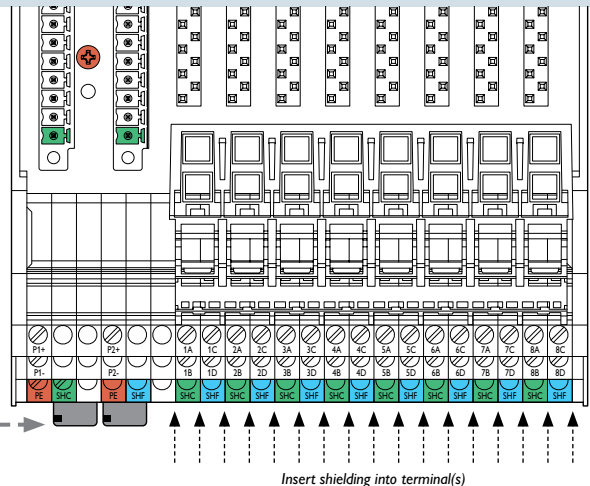 P1+ P2+ 1A 1C 2A 2C 3A 3C 4A 4C 5A 5C 6A 6C 7A 7C 8A 8C
P1- P2- 1B 1D 2B 2D 3B 3D 4B 4D 5B 5D 6B 6D 7B 7D 8B 8D
PE SHC PE SHF SHC SHF SHC SHF SHC SHF SHC SHF SHC SHF SHC SHF SHC SHF SHC SHF
Insert shielding into terminal(s)